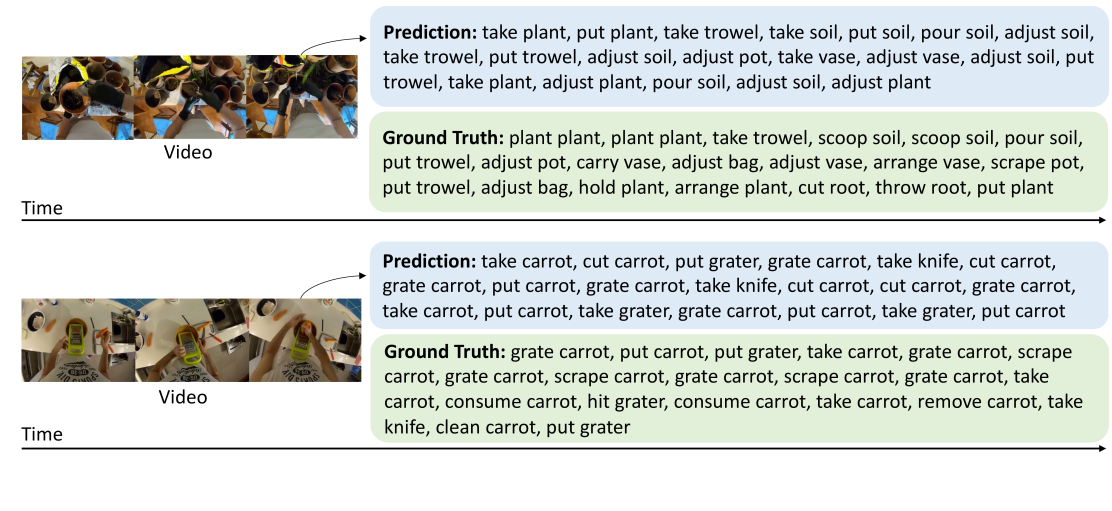 Prediction: take plant, put plant, take trowel, take soil, put soil, pour soil, adjust soil,
take trowel, put trowel, adjust soil, adjust pot, take vase, adjust vase, adjust soil, put
trowel, take plant, adjust plant, pour soil, adjust soil, adjust plant
Ground Truth: plant plant, plant plant, take trowel, scoop soil, scoop soil, pour soil,
put trowel, adjust pot, carry vase, adjust bag, adjust vase, arrange vase, scrape pot,
put trowel, adjust bag, hold plant, arrange plant, cut root, throw root, put plant
Video
Time
Prediction: take carrot, cut carrot, put grater, grate carrot, take knife, cut carrot,
grate carrot, put carrot, grate carrot, take knife, cut carrot, cut carrot, grate carrot,
take carrot, put carrot, take grater, grate carrot, put carrot, take grater, put carrot
Ground Truth: grate carrot, put carrot, put grater, take carrot, grate carrot, scrape
carrot, grate carrot, scrape carrot, grate carrot, scrape carrot, grate carrot, take
carrot, consume carrot, hit grater, consume carrot, take carrot, remove carrot, take
knife, clean carrot, put grater
Video
Time